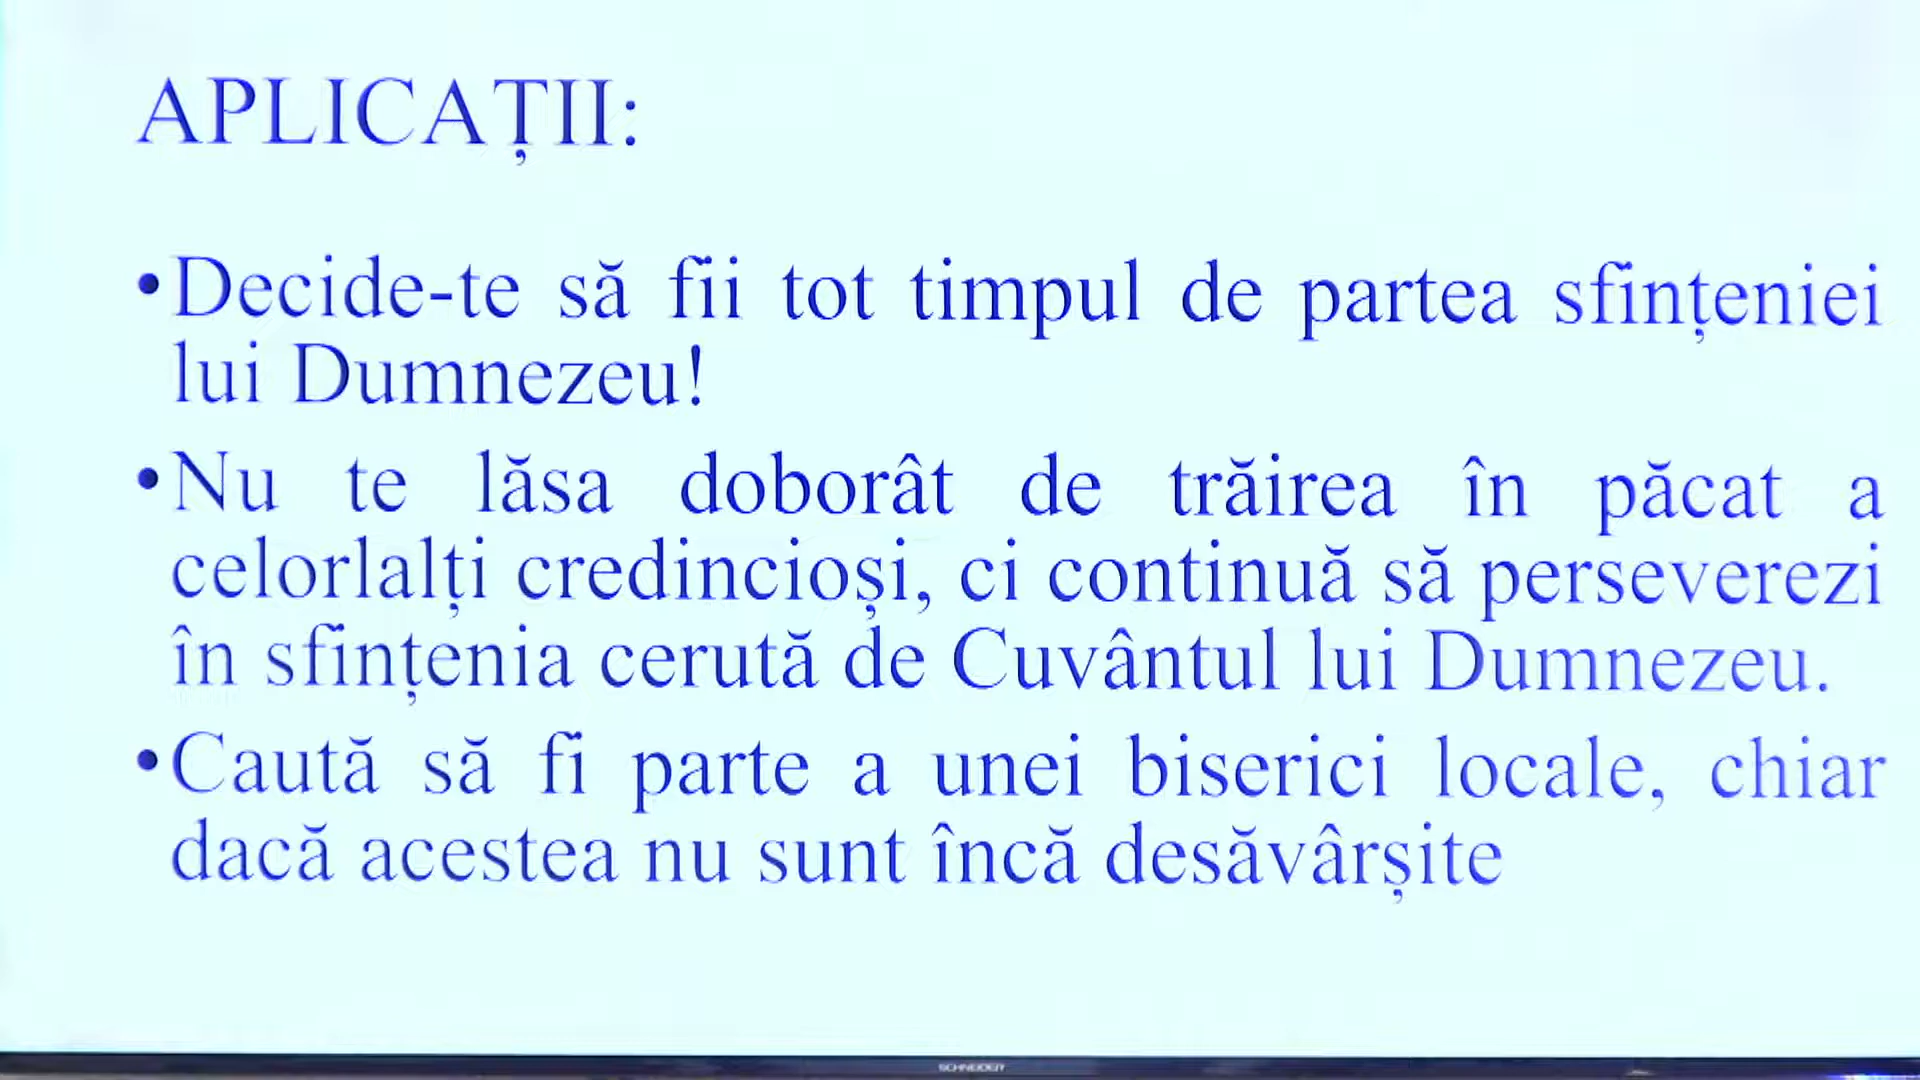 APLICAȚII:
•Decide-te să fii tot timpul de partea sfințeniei
lui Dumnezeu!
•Nu te lăsa doborât de trăirea în păcat a
celorlalți credincioși, ci continuă să perseverezi
în sfințenia cerută de Cuvântul lui Dumnezeu.
•Caută să fi parte a unei biserici locale, chiar
dacă acestea nu sunt încă desăvârșite
SCHNEIDER